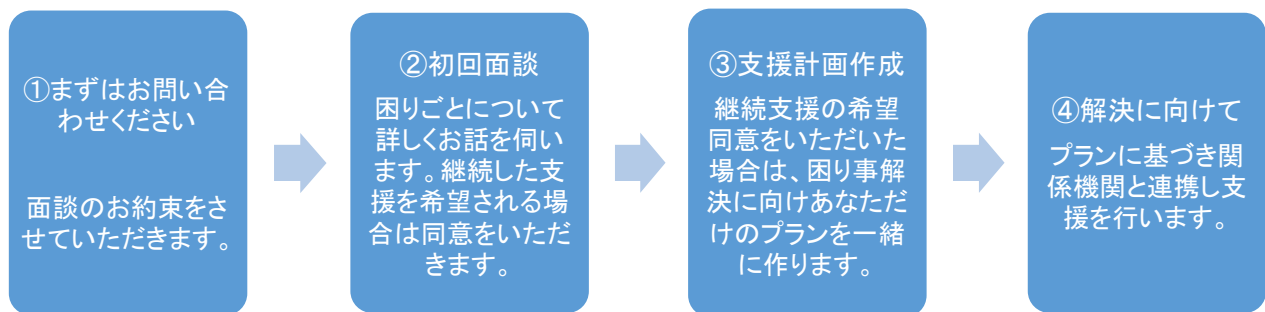 ①まずはお問い合
わせください
面談のお約束をさ
せていただきます。
②初回面談
困りごとについて
詳しくお話を伺い
ます。継続した支
援を希望される場
合は同意をいただ
きます。
③支援計画作成
継続支援の希望
同意をいただいた
場合は、困り事解
決に向けあなただ
けのプランを一緒
に作ります。
④解決に向けて
プランに基づき関
係機関と連携し支
援を行います。